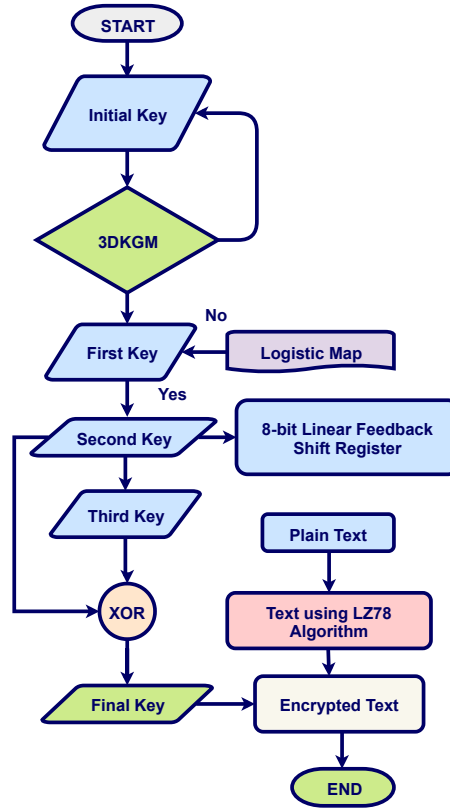 START
Initial Key
3DKGM
No
First Key
Logistic Map
Yes
Second Key
8-bit Linear Feedback
Shift Register
Third Key
Plain Text
XOR
Text using LZ78
Algorithm
Final Key
Encrypted Text
END